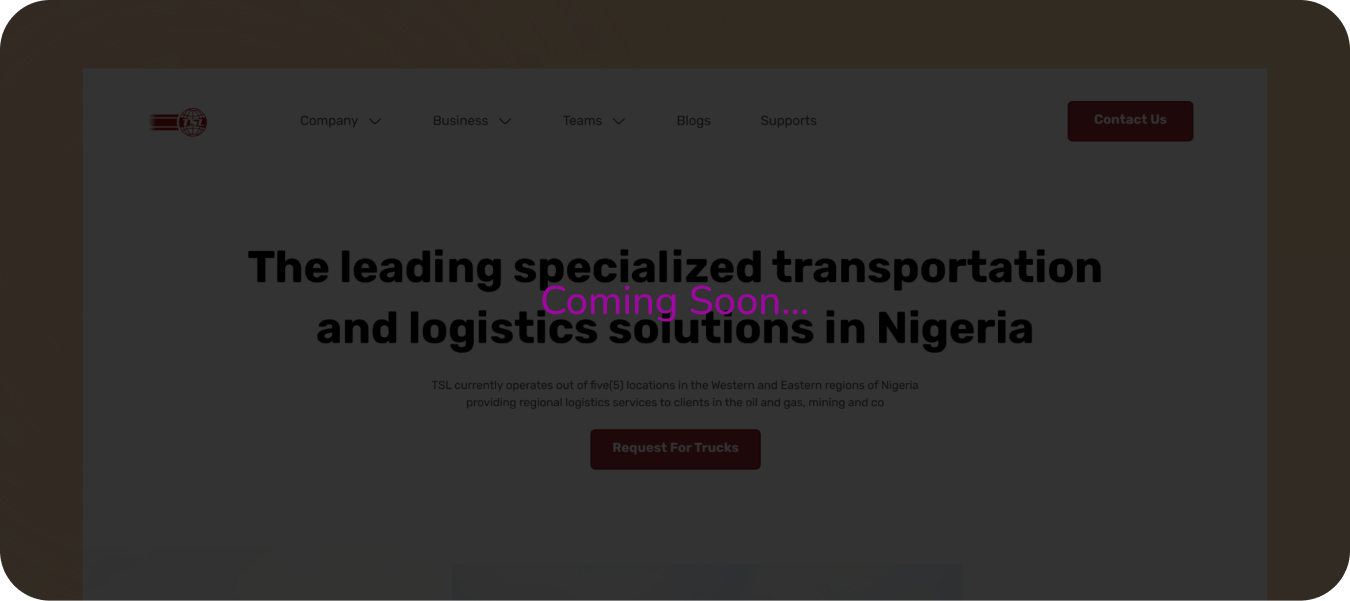 TSL
Company
Business
Teams
Blogs
Supports
Contact Us
The leading specialized transportation
Coming Soon...
and logistics solutions in Nigeria
TSL currently operates out of five(5) locations in the Western and Eastern regions of Nigeria
providing regional logistics services to clients in the oil and gas, mining and co
Request For Trucks